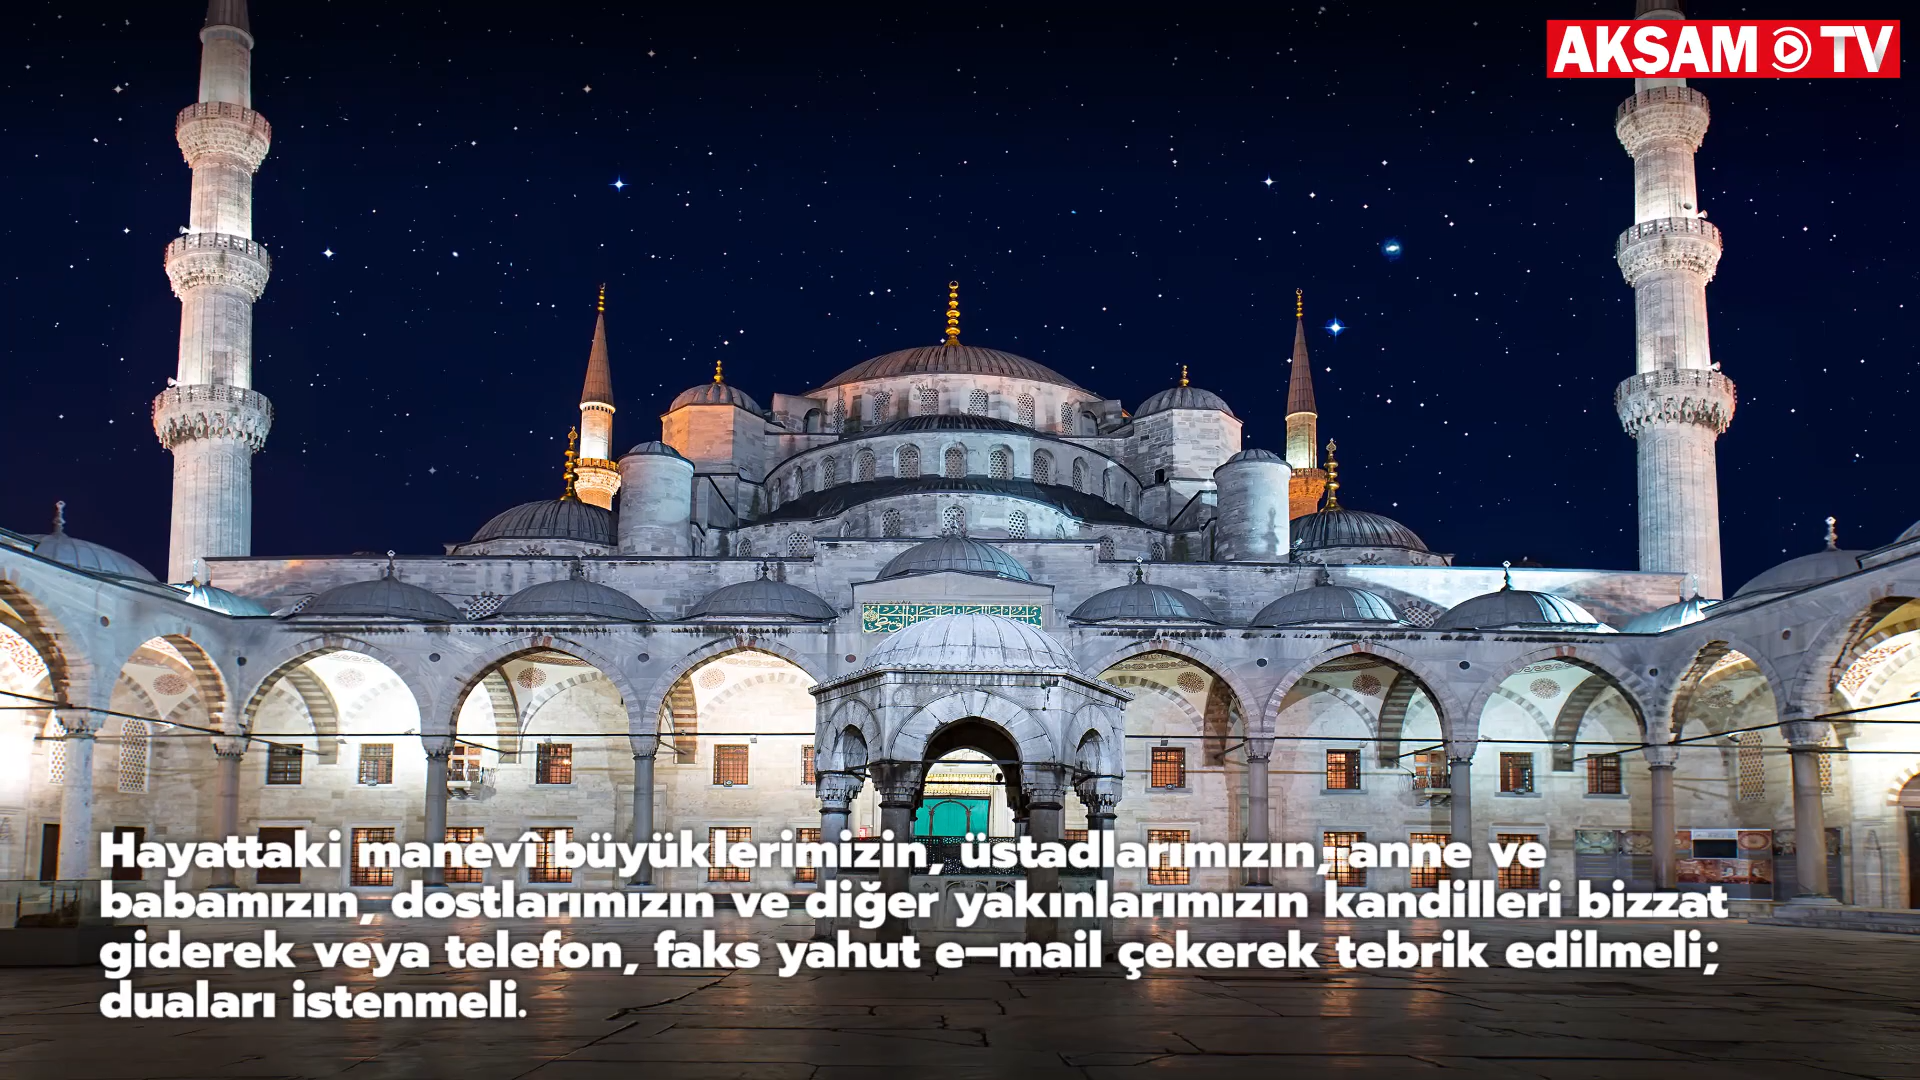 AKŞAM TV
Hayattaki manevî büyüklerimizin, üstadlarımızın, anne ve
babamızın, dostlarımızın ve diğer yakınlarımızın kandilleri bizzat
giderek veya telefon, faks yahut e-mail çekerek tebrik edilmeli;
duaları istenmeli.